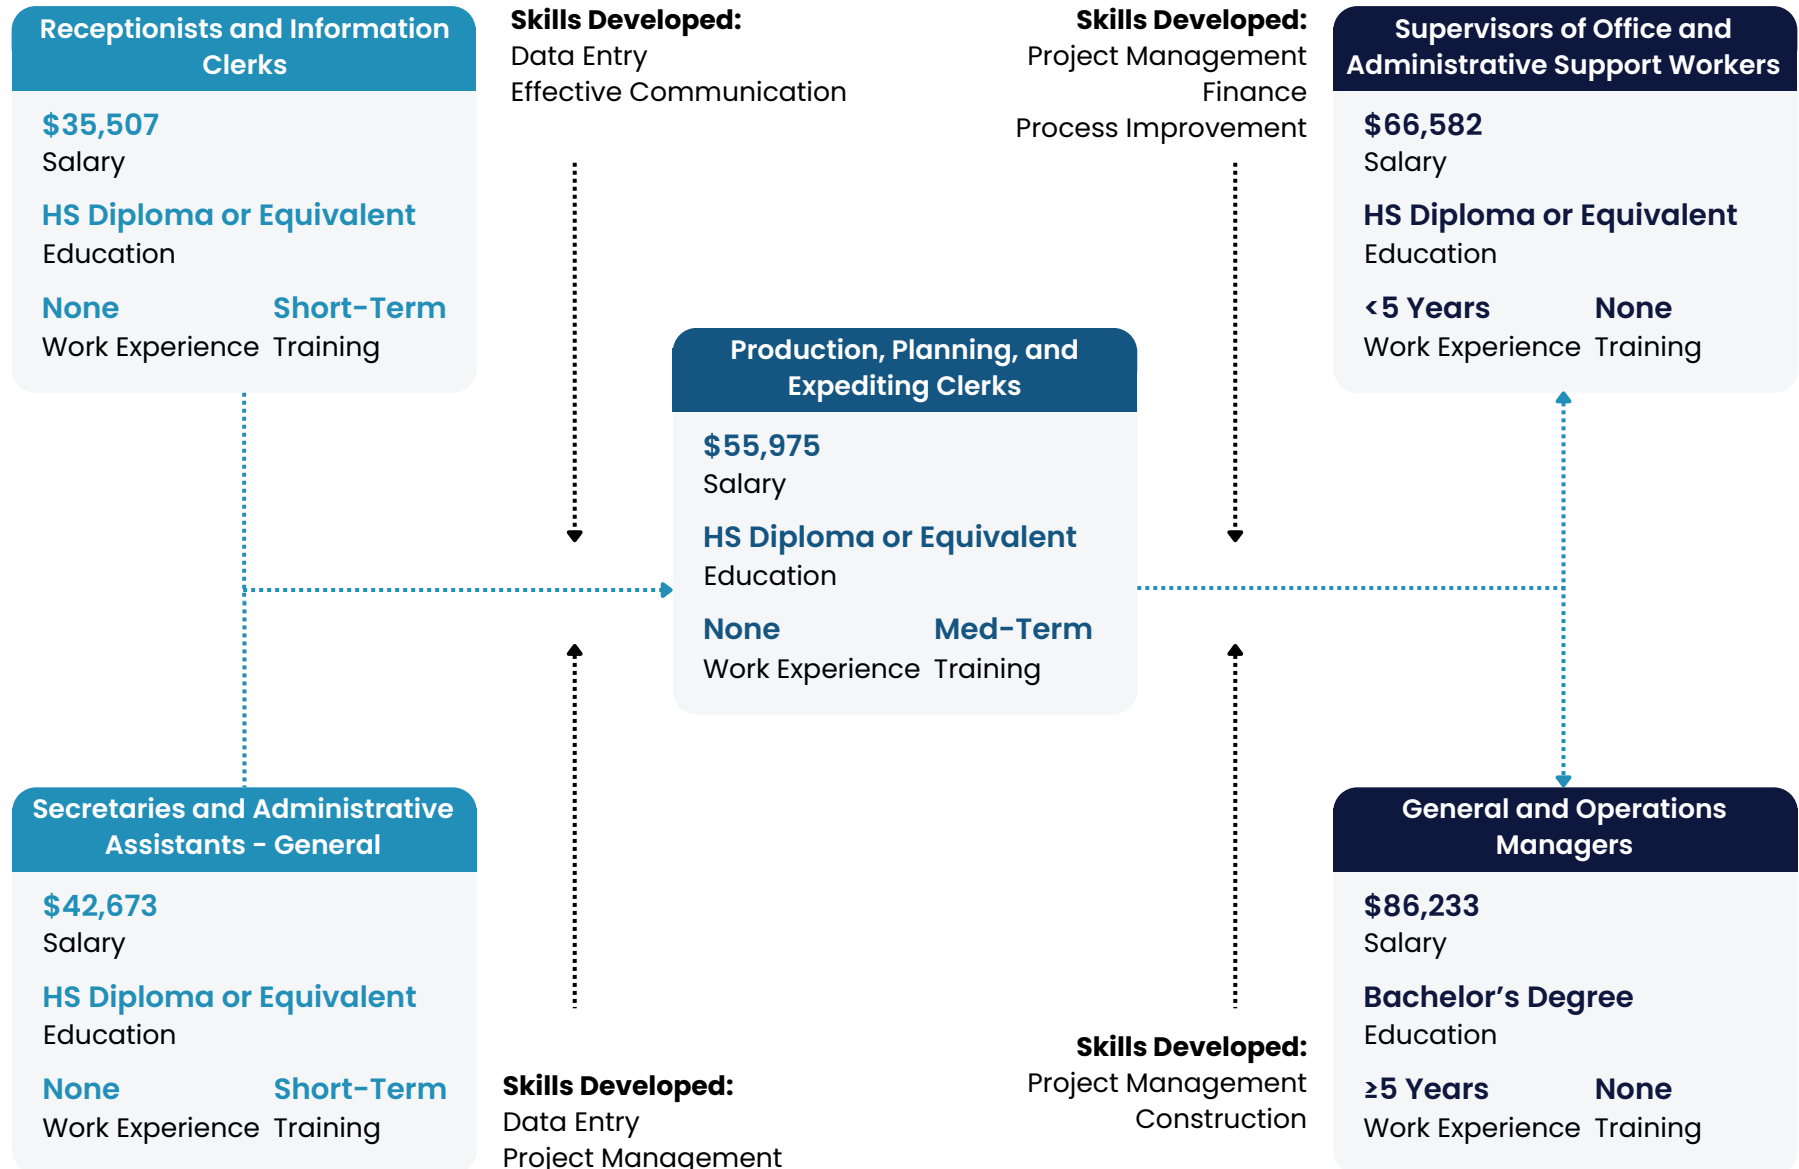 Receptionists and Information
Clerks
$35,507
Salary
HS Diploma or Equivalent
Education
None Short-Term
Work Experience Training
Skills Developed:
Data Entry
Effective Communication
Skills Developed:
Project Management
Finance
Process Improvement
Supervisors of Office and
Administrative Support Workers
$66,582
Salary
HS Diploma or Equivalent
Education
<5 Years None
Work Experience Training
Production, Planning, and
Expediting Clerks
$55,975
Salary
HS Diploma or Equivalent
Education
None Med-Term
Work Experience Training
Secretaries and Administrative
Assistants - General
$42,673
Salary
HS Diploma or Equivalent
Education
None Short-Term
Work Experience Training
Skills Developed:
Data Entry
Project Management
Skills Developed:
Project Management
Construction
General and Operations
Managers
$86,233
Salary
Bachelor’s Degree
Education
≥5 Years None
Work Experience Training